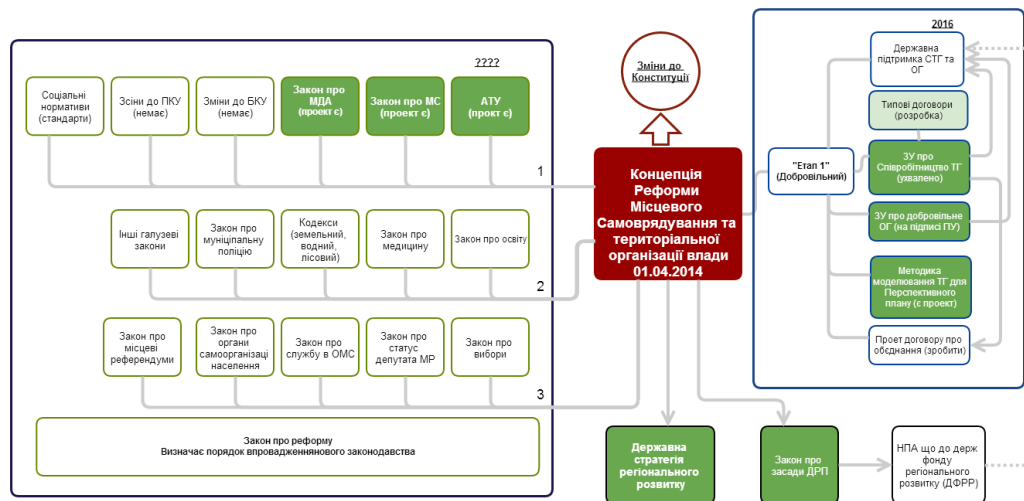 ????
Соціальні
нормативи
(стандарти)
Зсіни до ПКУ
(немає)
Зміни до БКУ
(немає)
Закон про
МДА
(проект є)
Закон про МС
(проект є)
АТУ
(прокт є)
1
Інші галузеві
закони
Закон про
муніципальну
поліцію
Кодекси
(земельний,
водний,
лісовий)
Закон про
медицину
Закон про освіту
2
Закон про
місцеві
референдуми
Закон про
органи
самоорганізаці
населення
Закон про
службу в ОМС
Закон про
статус
депутата МР
Закон про
вибори
3
Закон про реформу
Визначає порядок впровадженнянового законодавства
Зміни до
Конституції
Концепція
Реформи
Місцевого
Самоврядування та
територіальної
організації влади
01.04.2014
2016
Державна
підтримка СТГ та
ОГ
Типові договори
(розробка)
"Етап 1"
(Добровільний)
ЗУ про
Співробітництво ТГ
(ухвалено)
ЗУ про добровільне
ОГ (на підписі ПУ)
Методика
моделювання ТГ для
Перспективного
плану (є проект)
Проет договору про
обєднання (зробити)
Державна
стратегія
регіонального
розвитку
Закон про
засади ДРП
НПА що до держ
фонду
регіонального
розвитку (ДФРР)